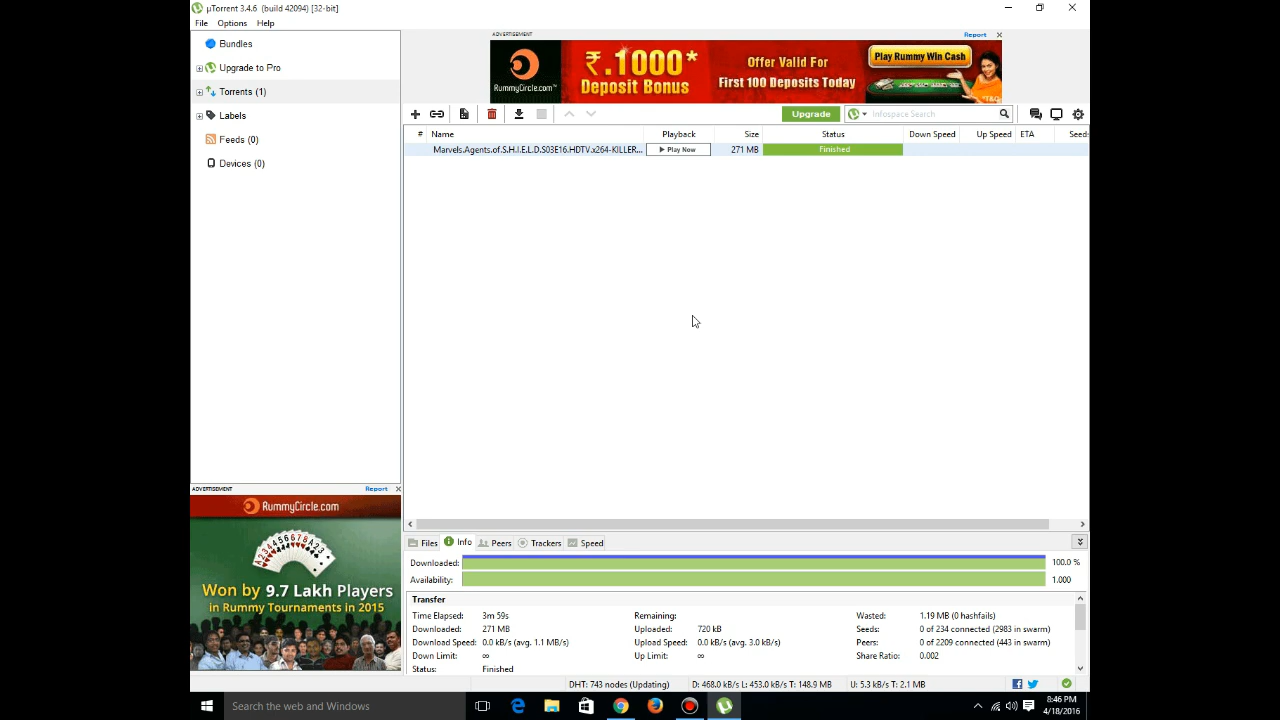 µTorrent 3.4.6 (build 42094) [32-bit]
File Options Help
Bundles
Upgrade to Pro
Torrents (1)
Labels
Feeds (0)
Devices (0)
ADVERTISEMENT
Report
RummyCircle.com™
₹.1000*
Deposit Bonus
Offer Valid For
First 100 Deposits Today
Play Rummy Win Cash
*T&C
Upgrade
Infospace Search
# Name Playback Size Status Down Speed Up Speed ETA Seeds
Marvels.Agents.of.S.H.I.E.L.D.S03E16.HDTV.x264-KILLER... Play Now 271 MB Finished
ADVERTISEMENT
Report
RummyCircle.com
Won by 9.7 Lakh Players
in Rummy Tournaments in 2015
Files Info Peers Trackers Speed
Downloaded: 100.0 %
Availability: 1.000
Transfer
Time Elapsed: 3m 59s Remaining: Wasted: 1.19 MB (0 hashfails)
Downloaded: 271 MB Uploaded: 720 kB Seeds: 0 of 234 connected (2983 in swarm)
Download Speed: 0.0 kB/s (avg. 1.1 MB/s) Upload Speed: 0.0 kB/s (avg. 3.0 kB/s) Peers: 0 of 2209 connected (443 in swarm)
Down Limit: ∞ Up Limit: ∞ Share Ratio: 0.002
Status: Finished
DHT: 743 nodes (Updating) D: 468.0 kB/s L: 453.0 kB/s T: 148.9 MB U: 5.3 kB/s T: 2.1 MB
Search the web and Windows
8:46 PM
4/18/2016